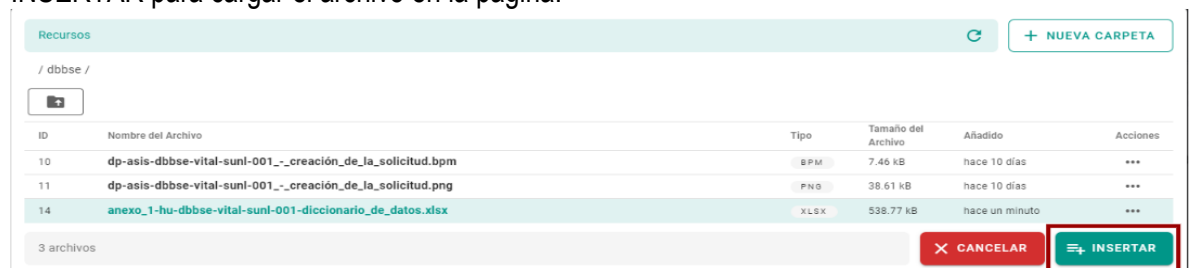 INSERTAR para cargar el archivo en la página.
Recursos
+ NUEVA CARPETA
/ dbbse /
ID Nombre del Archivo Tipo Tamaño del Archivo Añadido Acciones
10 dp-asis-dbbse-vital-sunl-001_-_creación_de_la_solicitud.bpm BPM 7.46 kB hace 10 días •••
11 dp-asis-dbbse-vital-sunl-001_-_creación_de_la_solicitud.png PNG 38.61 kB hace 10 días •••
14 anexo_1-hu-dbbse-vital-sunl-001-diccionario_de_datos.xlsx XLSX 538.77 kB hace un minuto •••
3 archivos
CANCELAR
INSERTAR